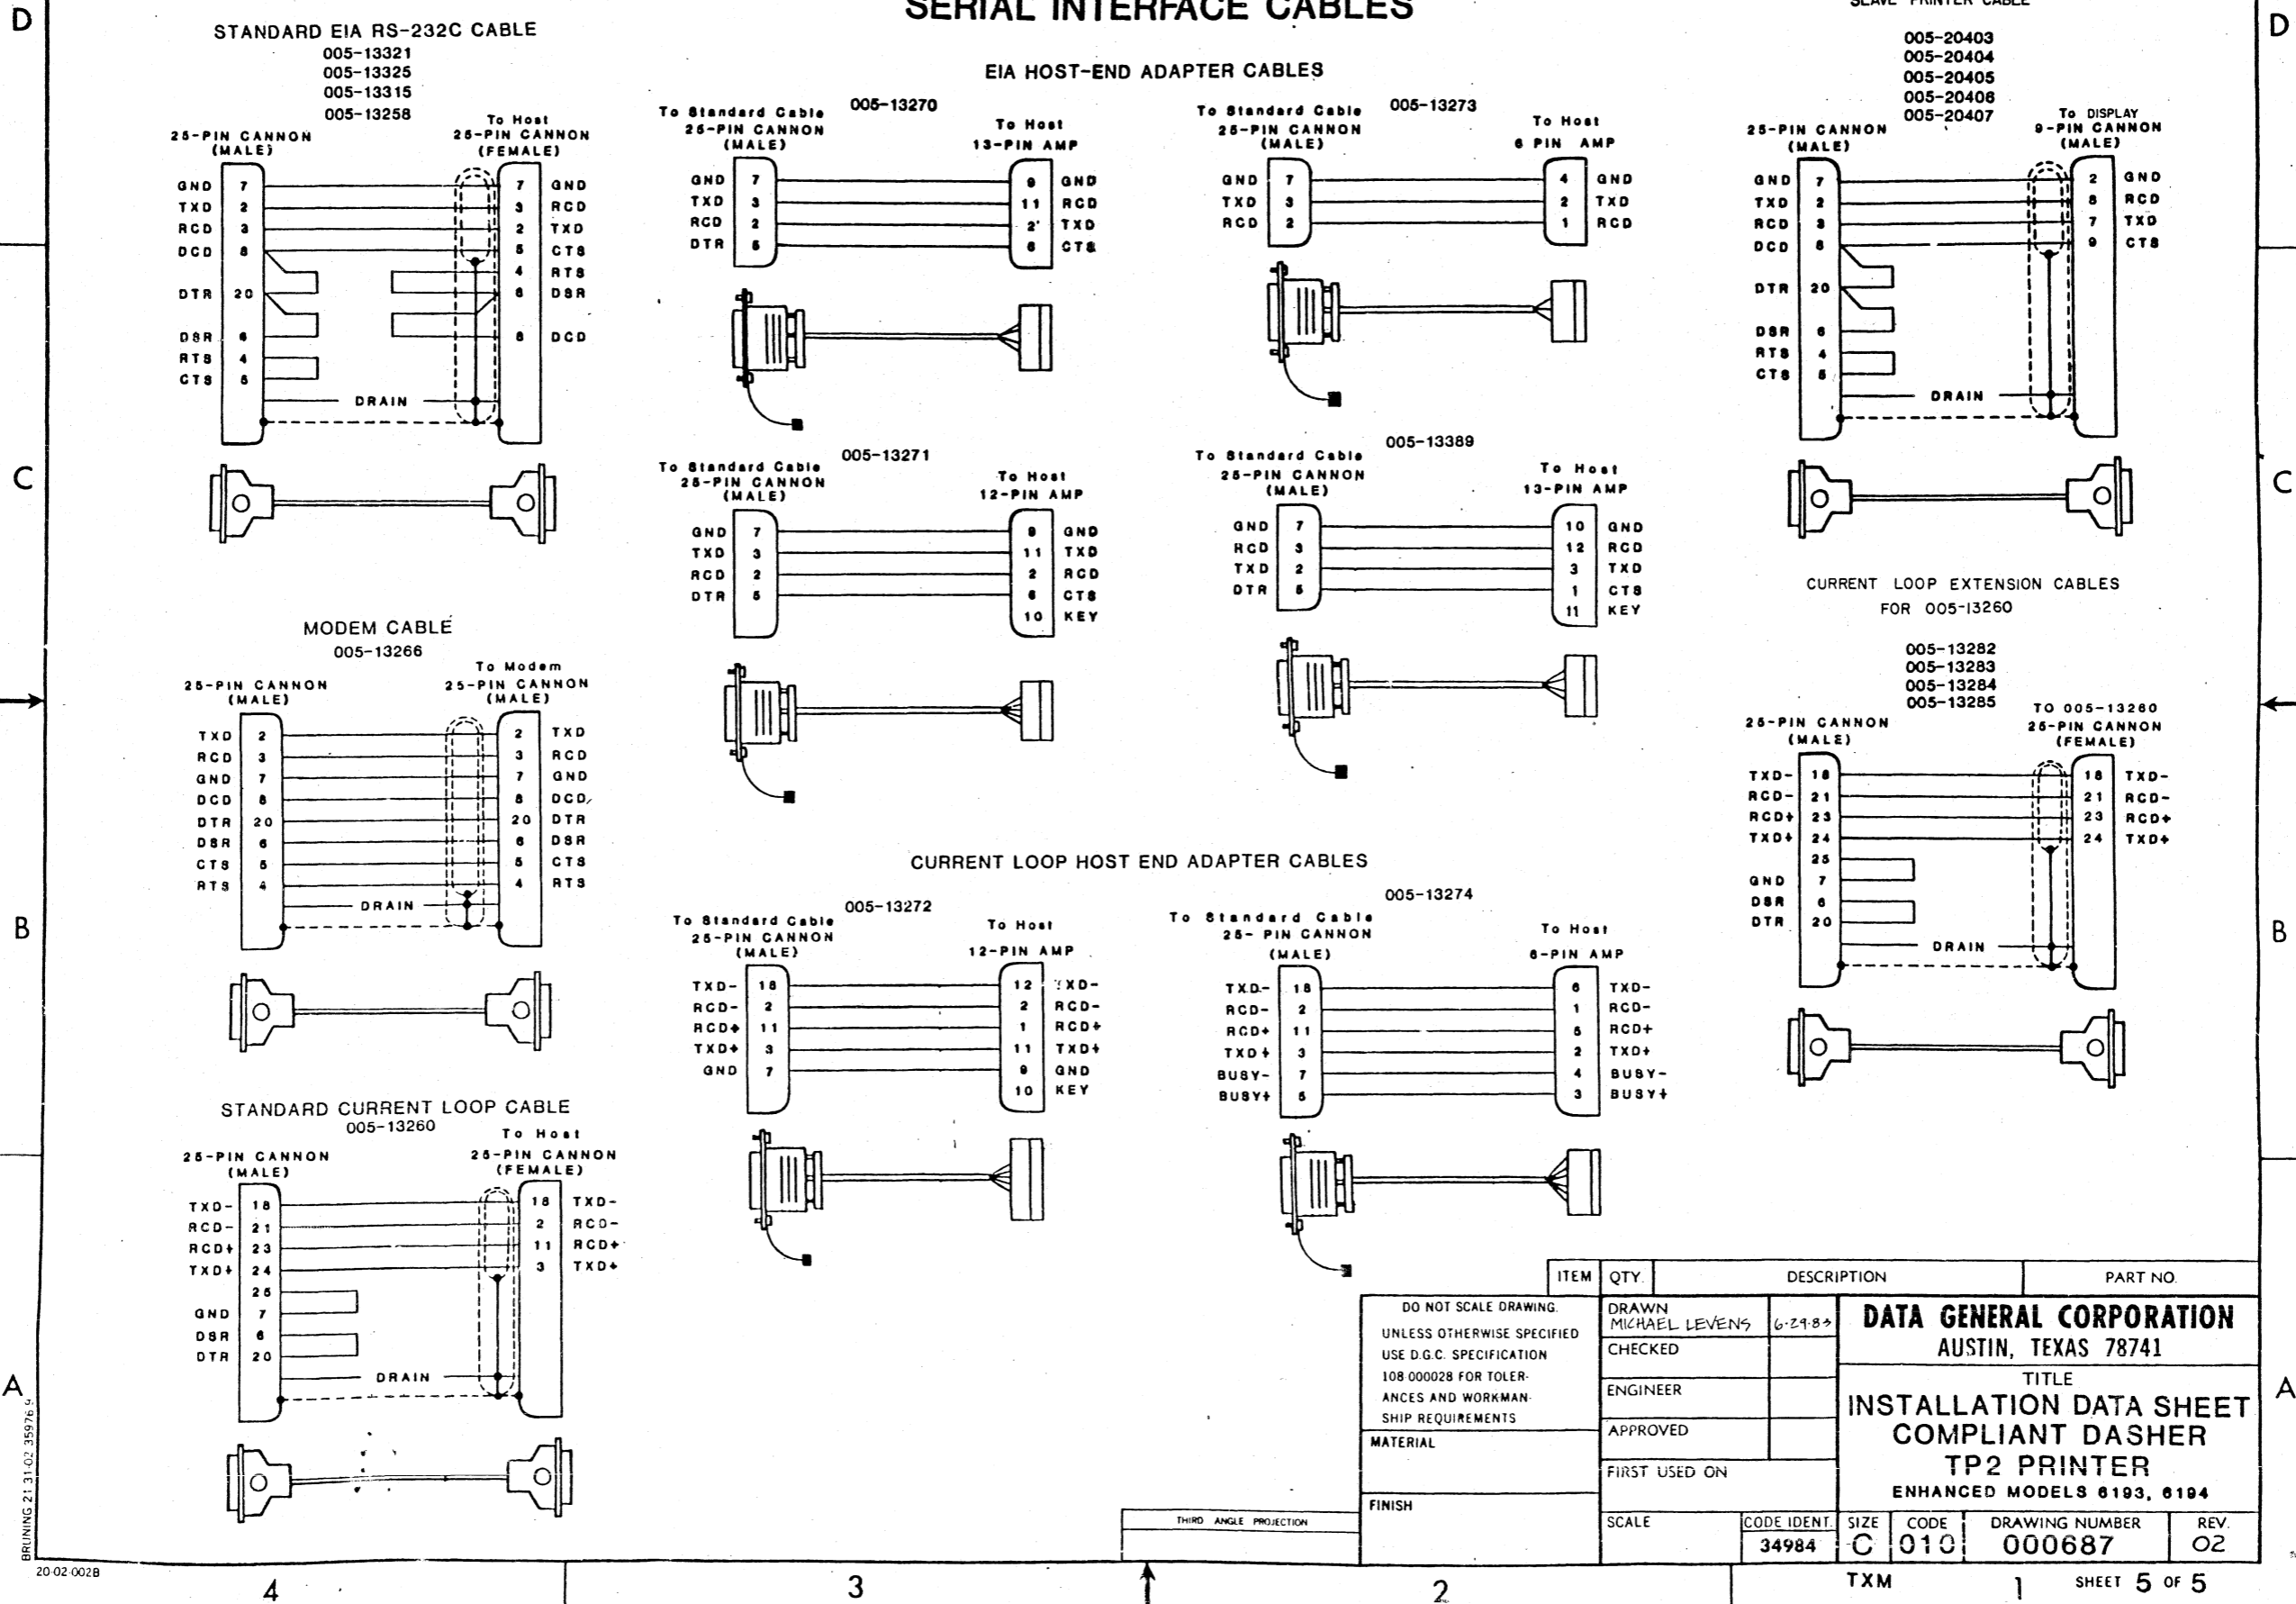 SERIAL INTERFACE CABLES
D
D
STANDARD EIA RS-232C CABLE
005-13321
005-13325
005-13315
005-13258
25-PIN CANNON
(MALE)
To Host
25-PIN CANNON
(FEMALE)
GND 7 7 GND
TXD 2 3 RCD
RCD 3 2 TXD
DCD 8 5 CTS
4 RTS
DTR 20 6 DSR
DSR 6 8 DCD
RTS 4
CTS 5
DRAIN
EIA HOST-END ADAPTER CABLES
005-13270
To Standard Cable
25-PIN CANNON
(MALE)
To Host
13-PIN AMP
GND 7 9 GND
TXD 3 11 RCD
RCD 2 2 TXD
DTR 5 6 CTS
005-13273
To Standard Cable
25-PIN CANNON
(MALE)
To Host
6 PIN AMP
GND 7 4 GND
TXD 3 2 TXD
RCD 2 1 RCD
SLAVE PRINTER CABLE
005-20403
005-20404
005-20405
005-20406
005-20407
25-PIN CANNON
(MALE)
To DISPLAY
9-PIN CANNON
(MALE)
GND 7 2 GND
TXD 2 8 RCD
RCD 3 7 TXD
DCD 8 9 CTS
DTR 20
DSR 6
RTS 4
CTS 5
DRAIN
C
C
005-13271
To Standard Cable
25-PIN CANNON
(MALE)
To Host
12-PIN AMP
GND 7 9 GND
TXD 3 11 TXD
RCD 2 2 RCD
DTR 5 6 CTS
10 KEY
005-13389
To Standard Cable
25-PIN CANNON
(MALE)
To Host
13-PIN AMP
GND 7 10 GND
RCD 3 12 RCD
TXD 2 3 TXD
DTR 5 1 CTS
11 KEY
MODEM CABLE
005-13266
25-PIN CANNON
(MALE)
To Modem
25-PIN CANNON
(MALE)
TXD 2 2 TXD
RCD 3 3 RCD
GND 7 7 GND
DCD 8 8 DCD
DTR 20 20 DTR
DSR 6 6 DSR
CTS 5 5 CTS
RTS 4 4 RTS
DRAIN
CURRENT LOOP EXTENSION CABLES
FOR 005-13260
005-13282
005-13283
005-13284
005-13285
25-PIN CANNON
(MALE)
TO 005-13260
25-PIN CANNON
(FEMALE)
TXD- 18 18 TXD-
RCD- 21 21 RCD-
RCD+ 23 23 RCD+
TXD+ 24 24 TXD+
25
GND 7
DSR 6
DTR 20
DRAIN
B
B
CURRENT LOOP HOST END ADAPTER CABLES
005-13272
To Standard Cable
25-PIN CANNON
(MALE)
To Host
12-PIN AMP
TXD- 18 12 TXD-
RCD- 2 2 RCD-
RCD+ 11 1 RCD+
TXD+ 3 11 TXD+
GND 7 9 GND
10 KEY
005-13274
To Standard Cable
25- PIN CANNON
(MALE)
To Host
6-PIN AMP
TXD- 18 6 TXD-
RCD- 2 1 RCD-
RCD+ 11 5 RCD+
TXD+ 3 2 TXD+
BUSY- 7 4 BUSY-
BUSY+ 5 3 BUSY+
STANDARD CURRENT LOOP CABLE
005-13260
25-PIN CANNON
(MALE)
To Host
25-PIN CANNON
(FEMALE)
TXD- 18 18 TXD-
RCD- 21 2 RCD-
RCD+ 23 11 RCD+
TXD+ 24 3 TXD+
25
GND 7
DSR 6
DTR 20
DRAIN
A
A
ITEM QTY. DESCRIPTION PART NO.
DO NOT SCALE DRAWING.
UNLESS OTHERWISE SPECIFIED
USE D.G.C. SPECIFICATION
108-000028 FOR TOLER-
ANCES AND WORKMAN-
SHIP REQUIREMENTS
MATERIAL
FINISH
THIRD ANGLE PROJECTION
DRAWN
MICHAEL LEVENS 6-29-83
CHECKED
ENGINEER
APPROVED
FIRST USED ON
SCALE
CODE IDENT.
34984
DATA GENERAL CORPORATION
AUSTIN, TEXAS 78741
TITLE
INSTALLATION DATA SHEET
COMPLIANT DASHER
TP2 PRINTER
ENHANCED MODELS 6193, 6194
SIZE CODE DRAWING NUMBER REV.
C 010 000687 02
TXM
SHEET 5 OF 5
4 3 2 1
BRUNING 21 31-02 35976
20-02-002B